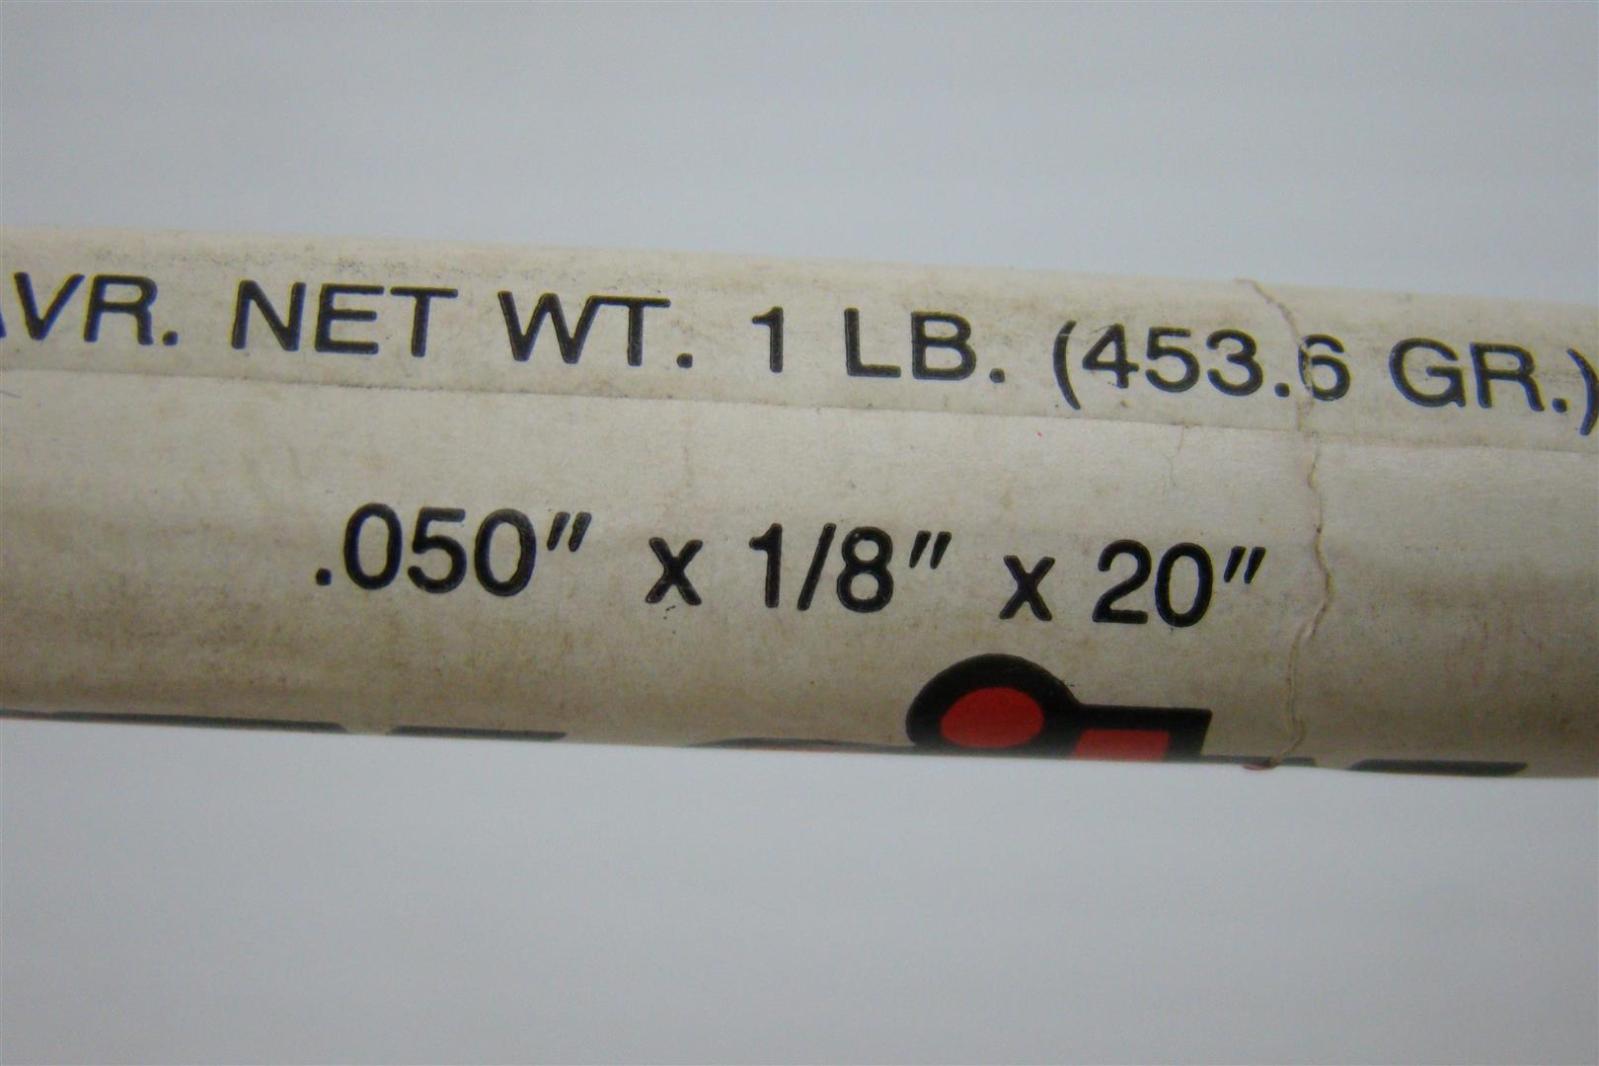 AVR. NET WT. 1 LB. (453.6 GR.)
.050" x 1/8" x 20"